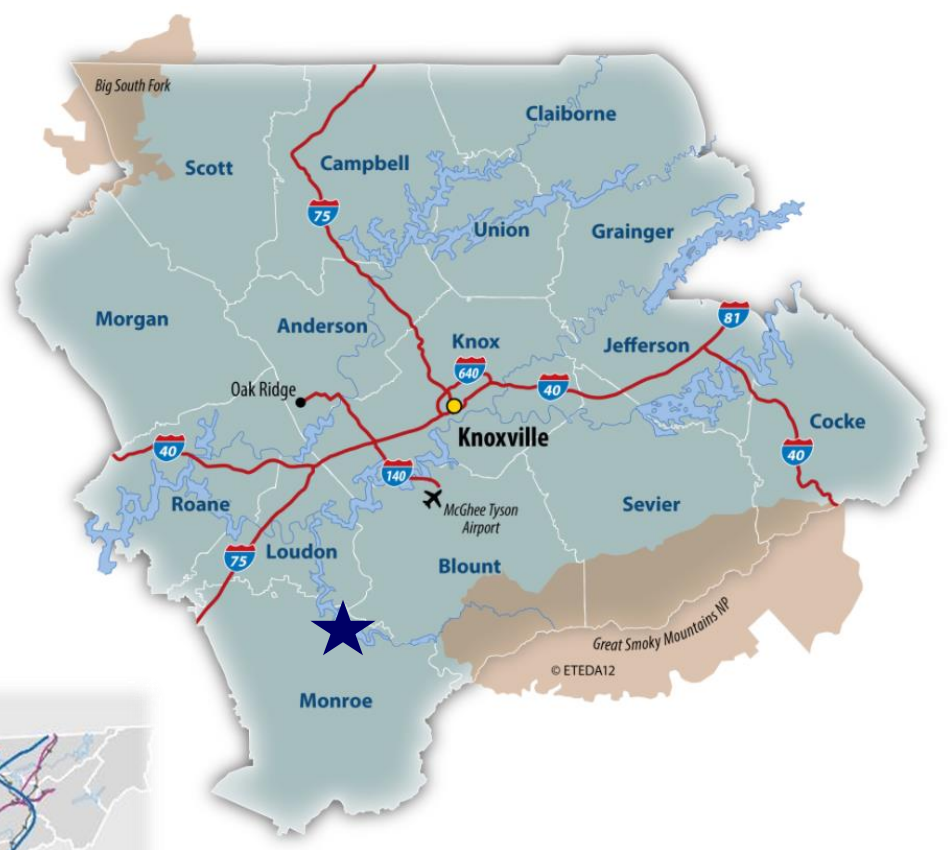 Big South Fork
Claiborne
Scott
Campbell
75
Union
Grainger
Morgan
Anderson
81
Knox
Jefferson
640
Oak Ridge
40
Knoxville
Cocke
40
40
140
Roane
McGhee Tyson
Airport
Sevier
75
Loudon
Blount
Great Smoky Mountains NP
© ETEDA12
Monroe